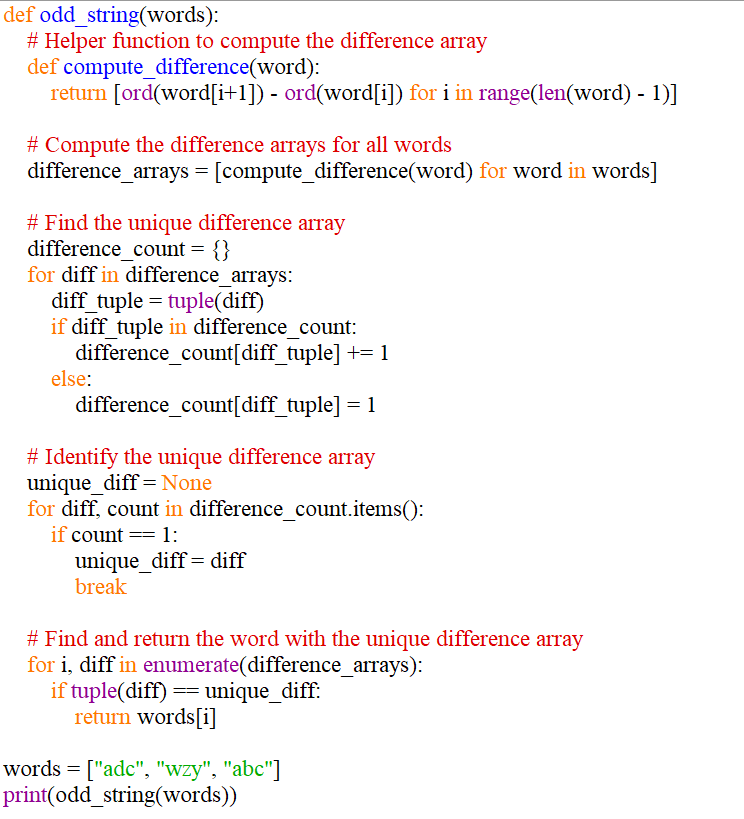 def odd_string(words):
    # Helper function to compute the difference array
    def compute_difference(word):
        return [ord(word[i+1]) - ord(word[i]) for i in range(len(word) - 1)]

    # Compute the difference arrays for all words
    difference_arrays = [compute_difference(word) for word in words]

    # Find the unique difference array
    difference_count = {}
    for diff in difference_arrays:
        diff_tuple = tuple(diff)
        if diff_tuple in difference_count:
            difference_count[diff_tuple] += 1
        else:
            difference_count[diff_tuple] = 1

    # Identify the unique difference array
    unique_diff = None
    for diff, count in difference_count.items():
        if count == 1:
            unique_diff = diff
            break

    # Find and return the word with the unique difference array
    for i, diff in enumerate(difference_arrays):
        if tuple(diff) == unique_diff:
            return words[i]

words = ["adc", "wzy", "abc"]
print(odd_string(words))